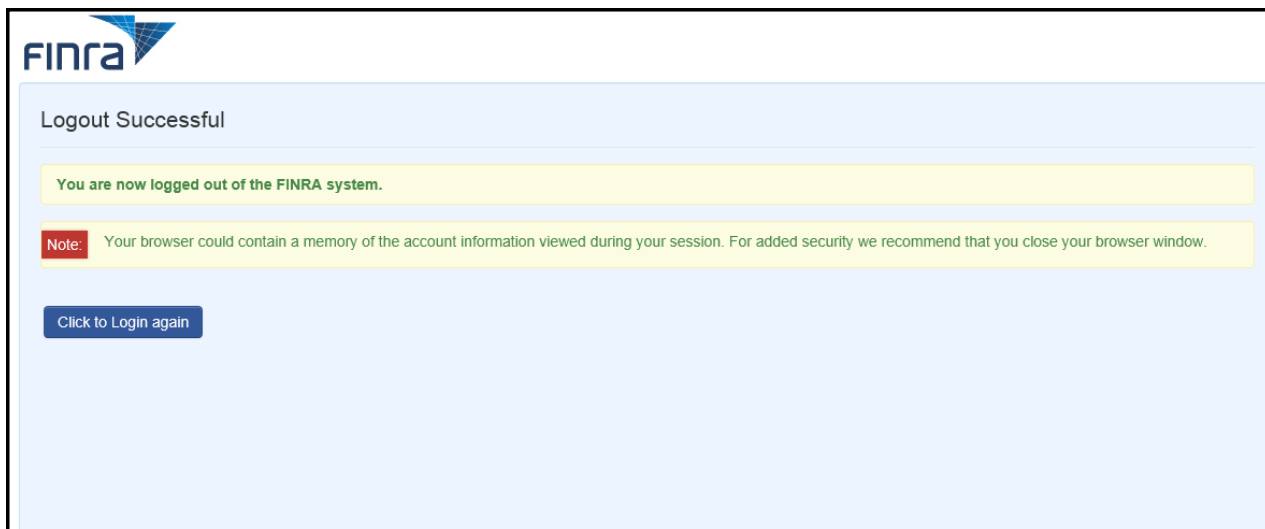 Finra
Logout Successful
You are now logged out of the FINRA system.
Note: Your browser could contain a memory of the account information viewed during your session. For added security we recommend that you close your browser window.
Click to Login again